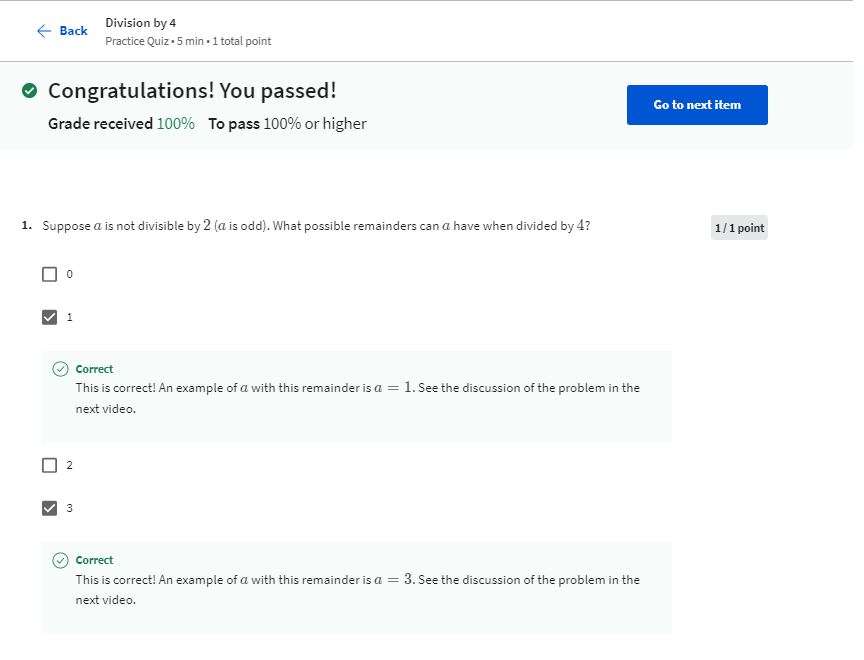 Back
Division by 4
Practice Quiz • 5 min • 1 total point
Congratulations! You passed!
Grade received 100% To pass 100% or higher
Go to next item
1. Suppose a is not divisible by 2 (a is odd). What possible remainders can a have when divided by 4?
1 / 1 point
0
1
Correct
This is correct! An example of a with this remainder is a = 1. See the discussion of the problem in the
next video.
2
3
Correct
This is correct! An example of a with this remainder is a = 3. See the discussion of the problem in the
next video.